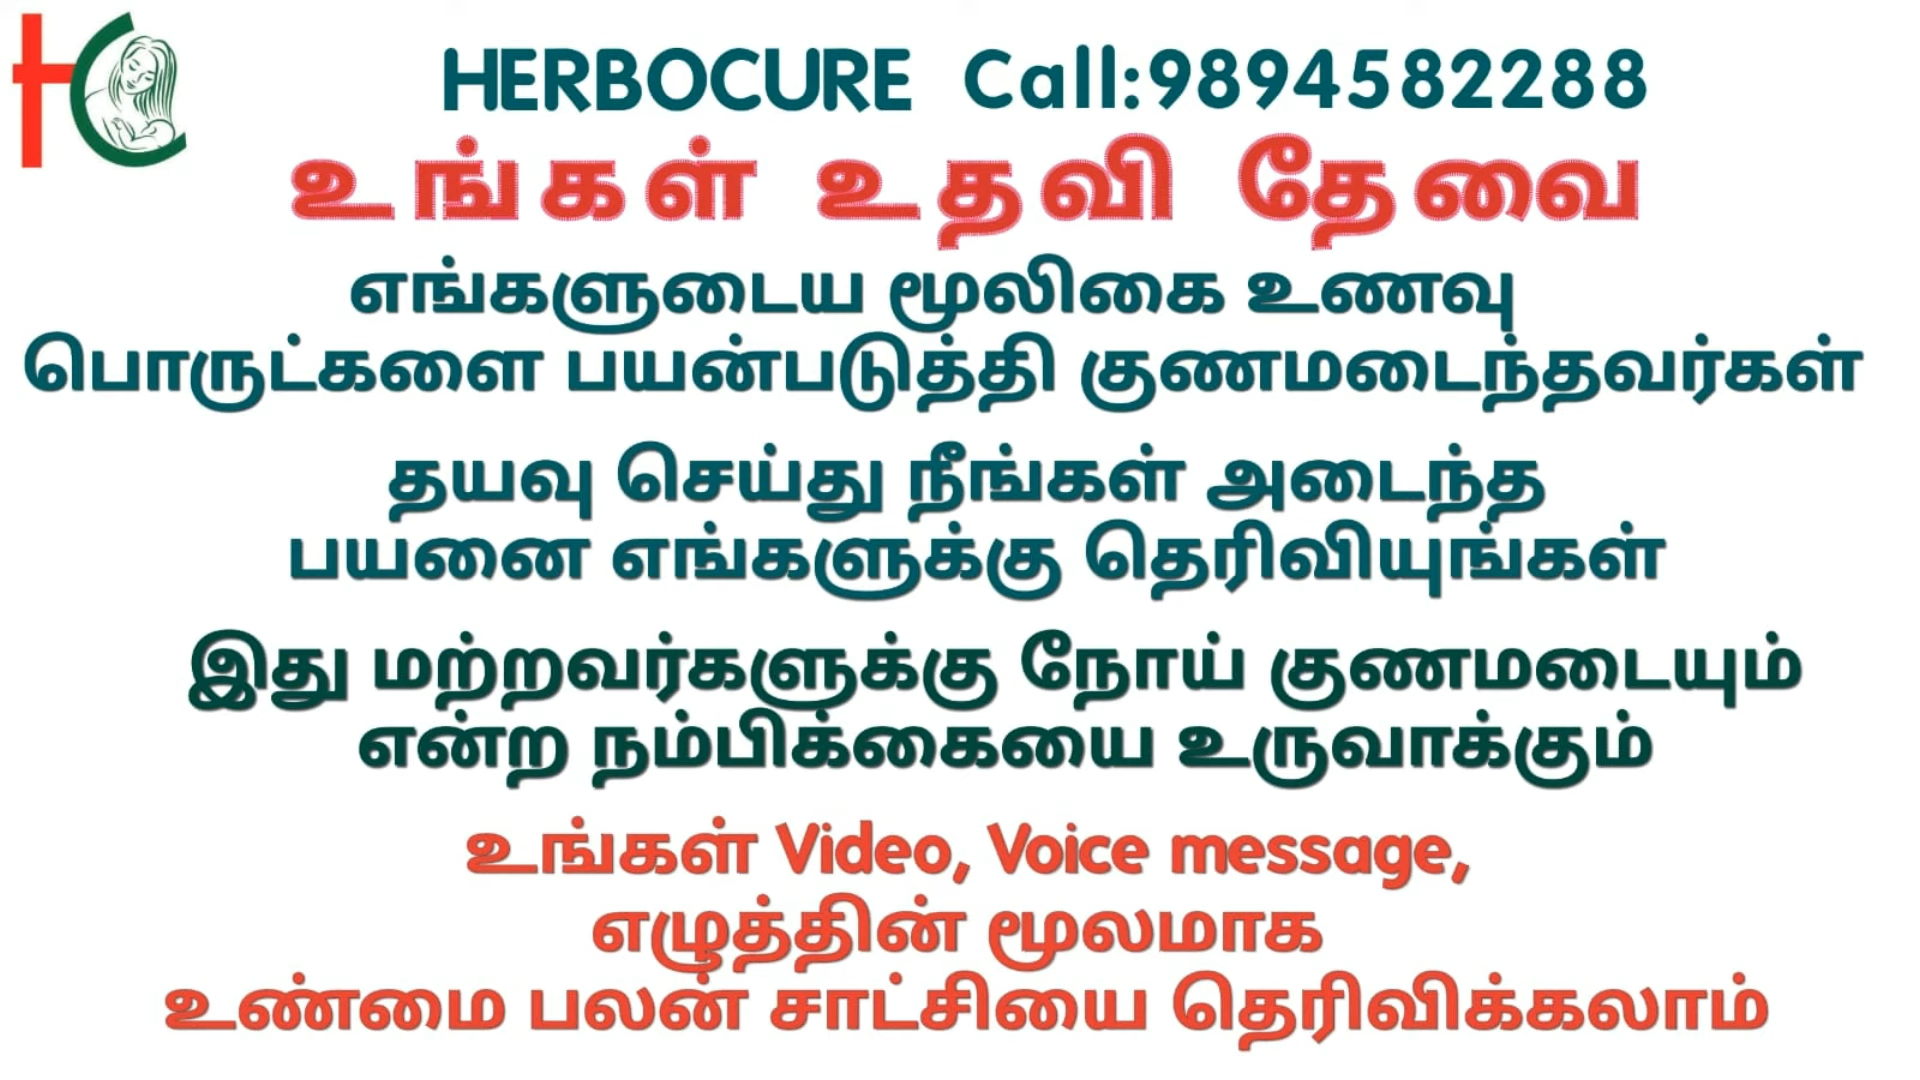 HERBOCURE Call:9894582288
உங்கள் உதவி தேவை
எங்களுடைய மூலிகை உணவு
பொருட்களை பயன்படுத்தி குணமடைந்தவர்கள்
தயவு செய்து நீங்கள் அடைந்த
பயனை எங்களுக்கு தெரிவியுங்கள்
இது மற்றவர்களுக்கு நோய் குணமடையும்
என்ற நம்பிக்கையை உருவாக்கும்
உங்கள் Video, Voice message,
எழுத்தின் மூலமாக
உண்மை பலன் சாட்சியை தெரிவிக்கலாம்